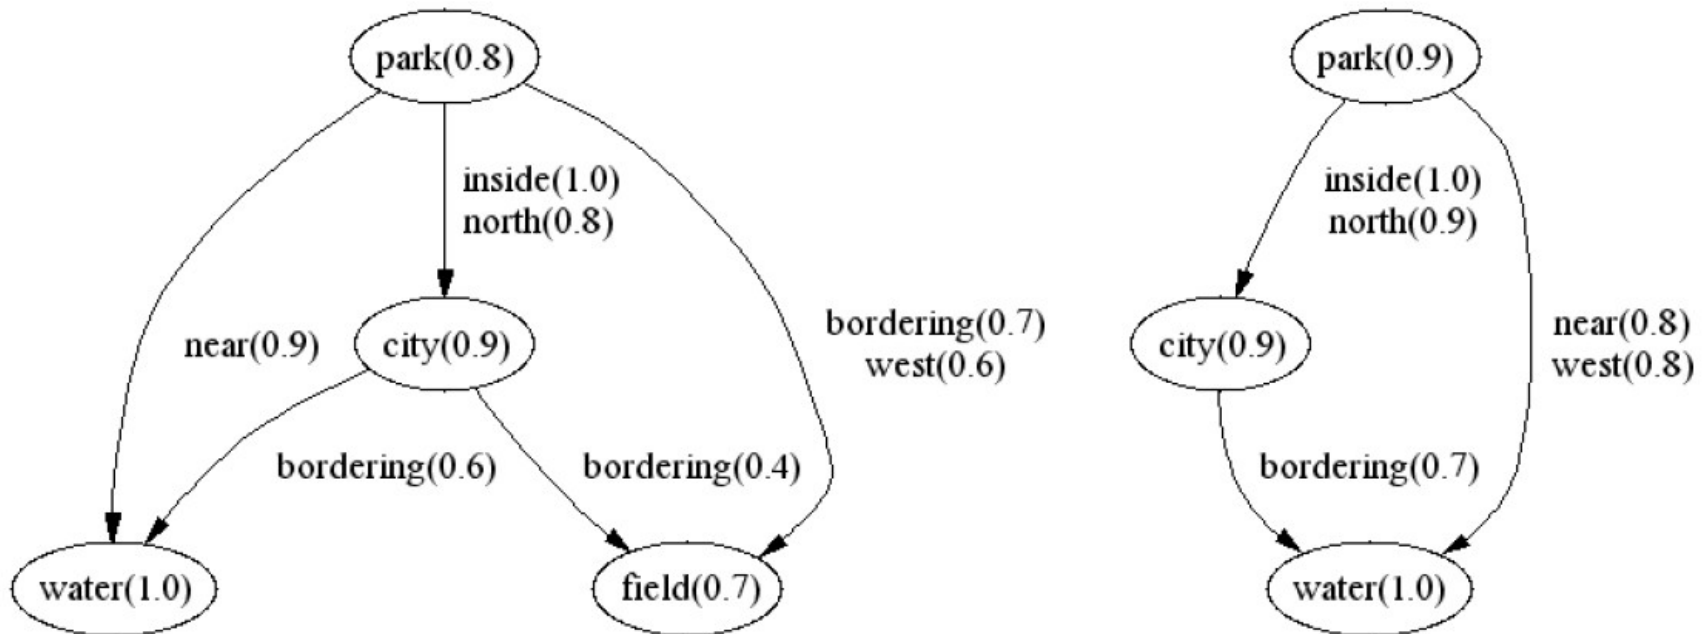 park(0.8)
inside(1.0)
north(0.8)
near(0.9)
city(0.9)
bordering(0.7)
west(0.6)
bordering(0.6)
bordering(0.4)
water(1.0)
field(0.7)
park(0.9)
inside(1.0)
north(0.9)
city(0.9)
near(0.8)
west(0.8)
bordering(0.7)
water(1.0)